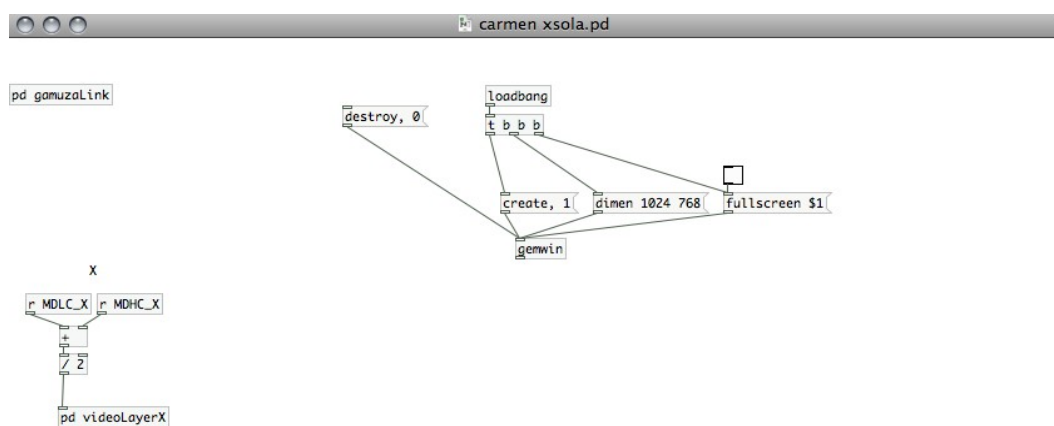 carmen xsola.pd
pd gamuzaLink
loadbang
destroy, 0
t b b b
create, 1
dimen 1024 768
fullscreen $1
gemwin
X
r MDLC_X
r MDHC_X
+
/ 2
pd videoLayerX